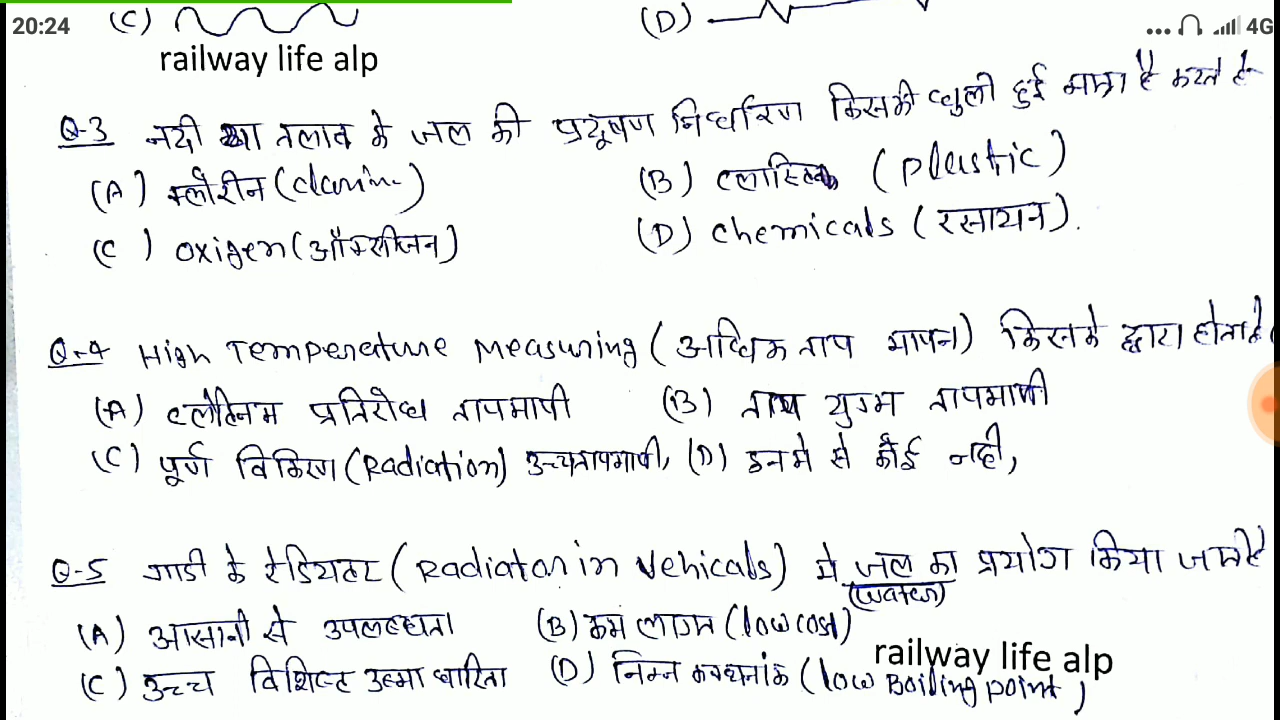 20:24 (C) (D) ... 4G
railway life alp
Q-3 नदी या तलाब के जल की प्रदूषण निर्धारण किसकी घुली हुई मात्रा से करते है
(A) क्लोरीन (B) प्लास्टिक (plastic)
(C) oxigen (ऑक्सीजन) (D) chemicals (रसायन).
Q-4 High Temperature Measuring (अधिक ताप मापन) किसके द्वारा होता है
(A) प्लेटिनम प्रतिरोध तापमापी (B) ताप युग्म तापमापी
(C) पूर्ण विकिरण (Radiation) उच्चतापमापी, (D) इनमे से कोई नही,
Q-5 गाडी के रेडियटर (Radiator in vehicals) मे जल का प्रयोग किया जाता है
(water)
(A) आसानी से उपलब्धता (B) कम लागत (low cost)
railway life alp
(C) उच्च विशिष्ट उष्मा धारिता (D) निम्न क्वथनांक (low Boiling point)